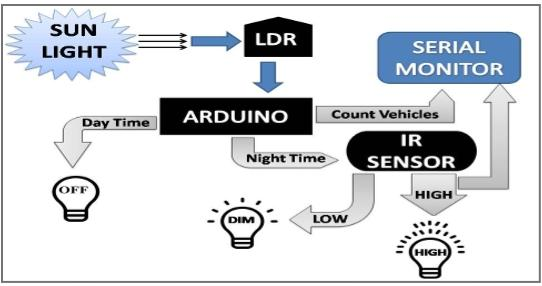 SUN
LIGHT
LDR
SERIAL
MONITOR
ARDUINO
Count Vehicles
Day Time
Night Time
IR
SENSOR
OFF
DIM
LOW
HIGH
HIGH